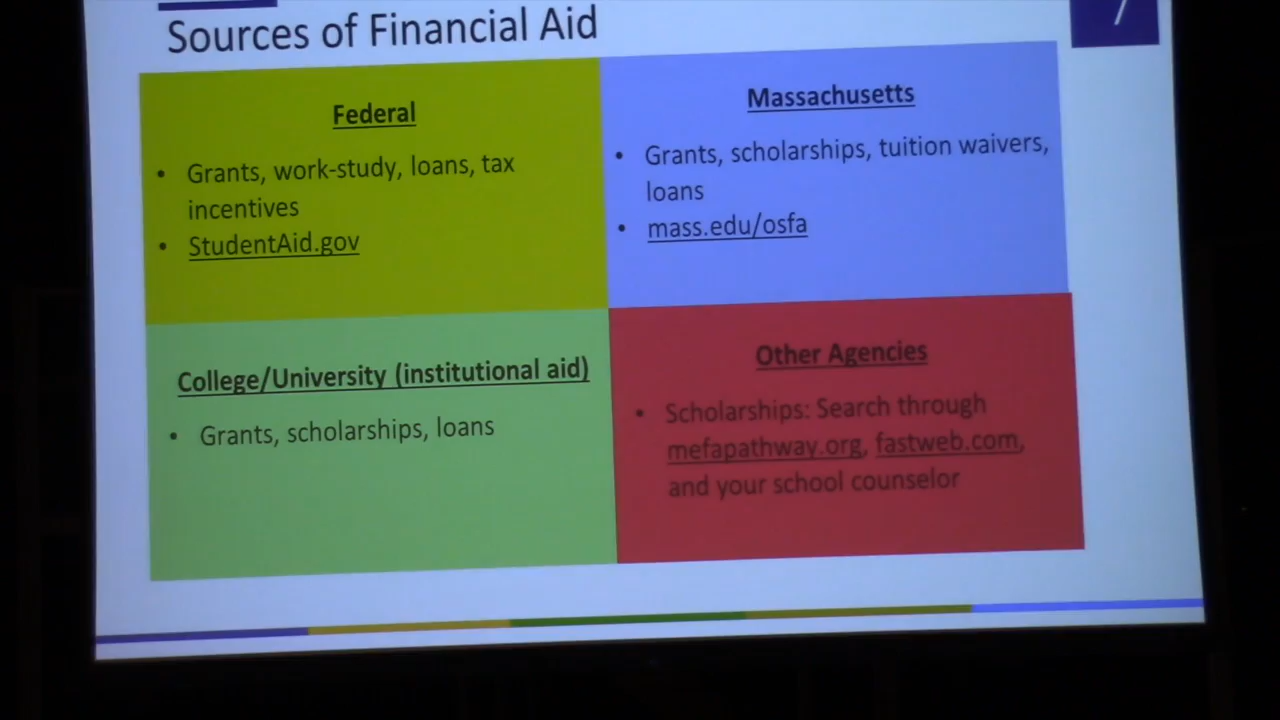 Sources of Financial Aid
7
Federal
• Grants, work-study, loans, tax
incentives
• StudentAid.gov
Massachusetts
• Grants, scholarships, tuition waivers,
loans
• mass.edu/osfa
College/University (institutional aid)
• Grants, scholarships, loans
Other Agencies
• Scholarships: Search through
mefapathway.org, fastweb.com,
and your school counselor